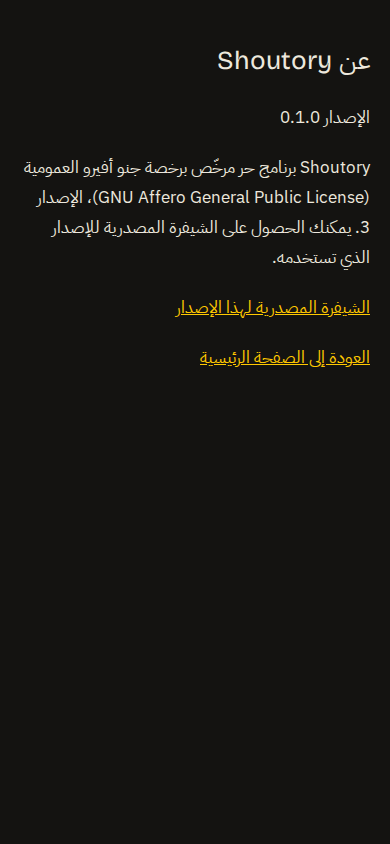 عن Shoutory
الإصدار 0.1.0
Shoutory برنامج حر مرخّص برخصة جنو أفيرو العمومية
(GNU Affero General Public License)، الإصدار
3. يمكنك الحصول على الشيفرة المصدرية للإصدار
الذي تستخدمه.
الشيفرة المصدرية لهذا الإصدار
العودة إلى الصفحة الرئيسية